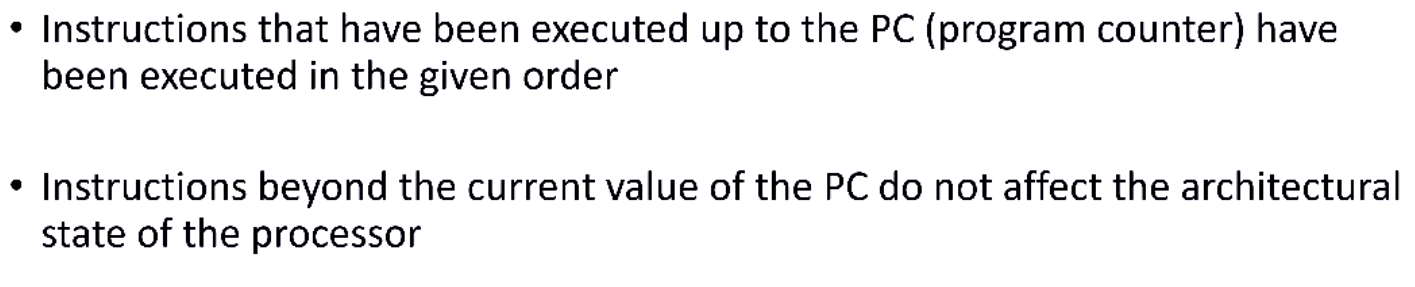 • Instructions that have been executed up to the PC (program counter) have
been executed in the given order
• Instructions beyond the current value of the PC do not affect the architectural
state of the processor